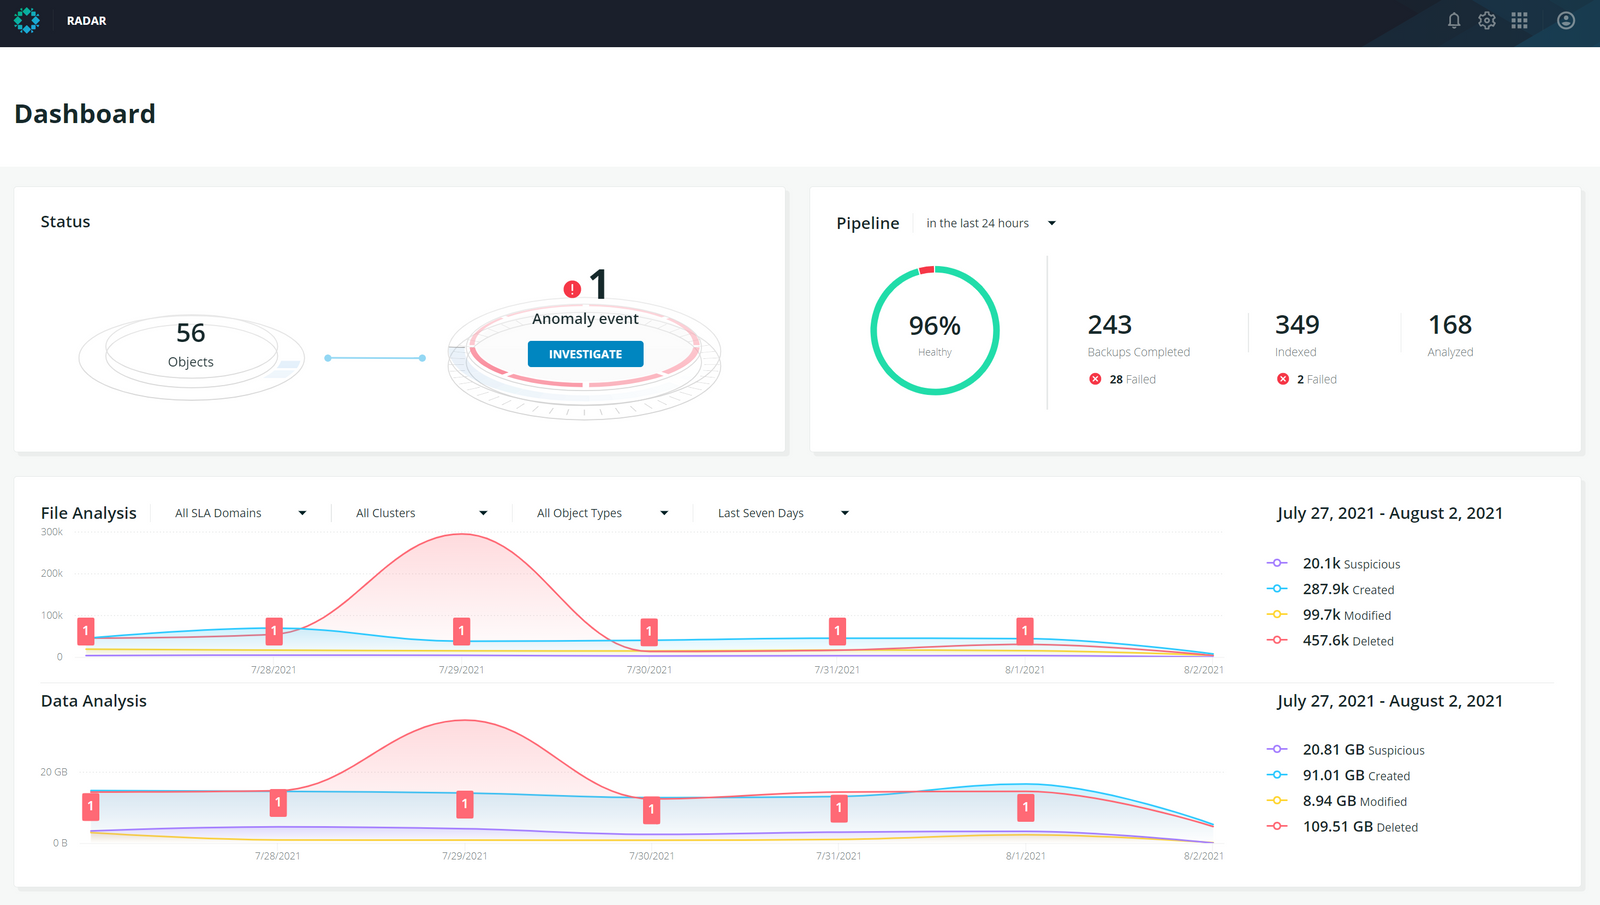 RADAR
Dashboard
Status
56
Objects
1
Anomaly event
INVESTIGATE
Pipeline
in the last 24 hours
96%
Healthy
243
Backups Completed
28 Failed
349
Indexed
2 Failed
168
Analyzed
File Analysis
All SLA Domains
All Clusters
All Object Types
Last Seven Days
300k
200k
100k
0
1
1
1
1
1
1
7/28/2021
7/29/2021
7/30/2021
7/31/2021
8/1/2021
8/2/2021
July 27, 2021 - August 2, 2021
20.1k Suspicious
287.9k Created
99.7k Modified
457.6k Deleted
Data Analysis
20 GB
0 B
1
1
1
1
1
1
7/28/2021
7/29/2021
7/30/2021
7/31/2021
8/1/2021
8/2/2021
July 27, 2021 - August 2, 2021
20.81 GB Suspicious
91.01 GB Created
8.94 GB Modified
109.51 GB Deleted